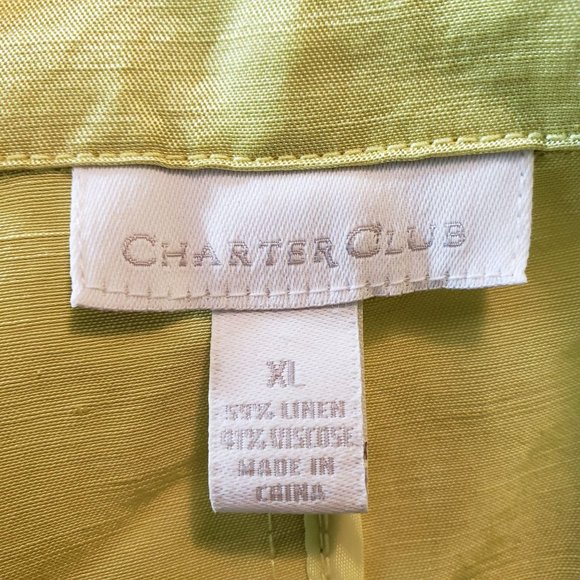 CHARTER CLUB
XL
59% LINEN
41% VISCOSE
MADE IN
CHINA